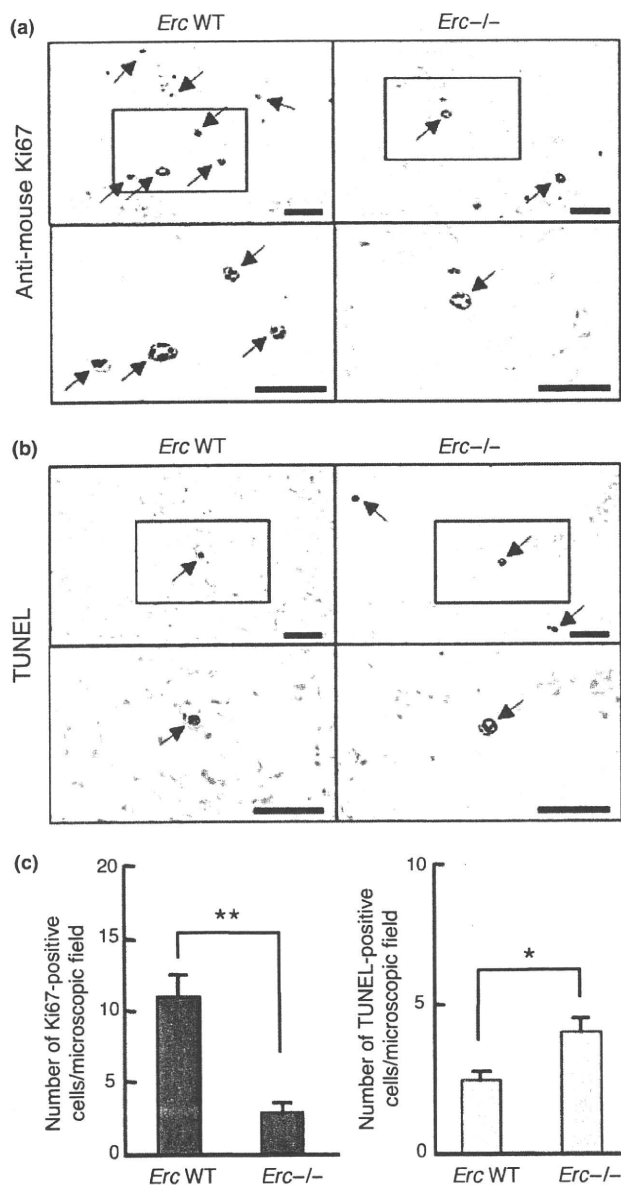 (a)
Erc WT
Erc−/−
Anti-mouse Ki67
(b)
Erc WT
Erc−/−
TUNEL
(c)
Number of Ki67-positive
cells/microscopic field
20
15
10
5
0
**
Erc WT
Erc−/−
Number of TUNEL-positive
cells/microscopic field
10
5
0
*
Erc WT
Erc−/−